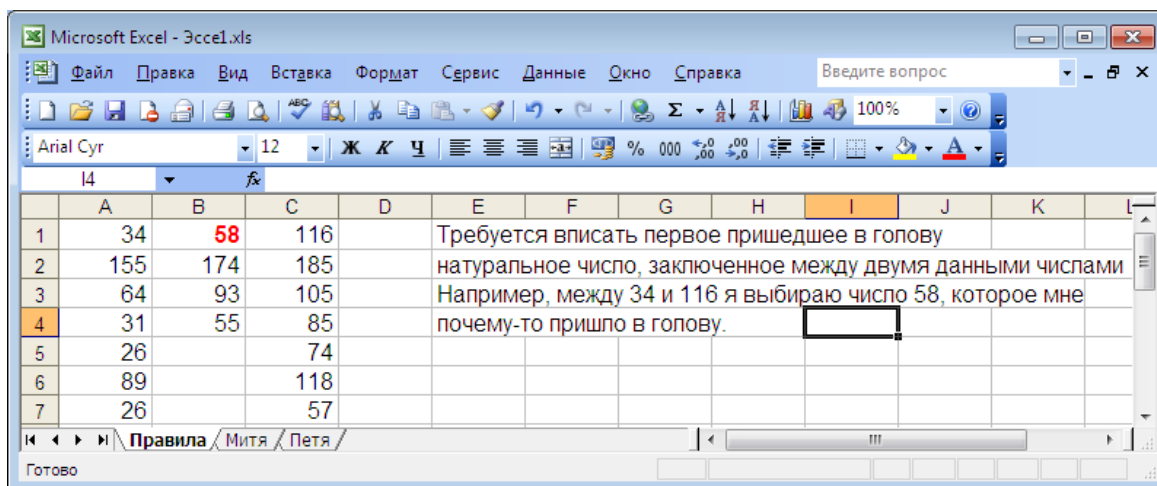 Microsoft Excel - Эссе1.xls
Файл Правка Вид Вставка Формат Сервис Данные Окно Справка Введите вопрос
100%
Arial Cyr 12 Ж К Ч % 000
I4 fx
A B C D E F G H I J K L
1 34 58 116 Требуется вписать первое пришедшее в голову
2 155 174 185 натуральное число, заключенное между двумя данными числами
3 64 93 105 Например, между 34 и 116 я выбираю число 58, которое мне
4 31 55 85 почему-то пришло в голову.
5 26 74
6 89 118
7 26 57
Правила Митя Петя
Готово